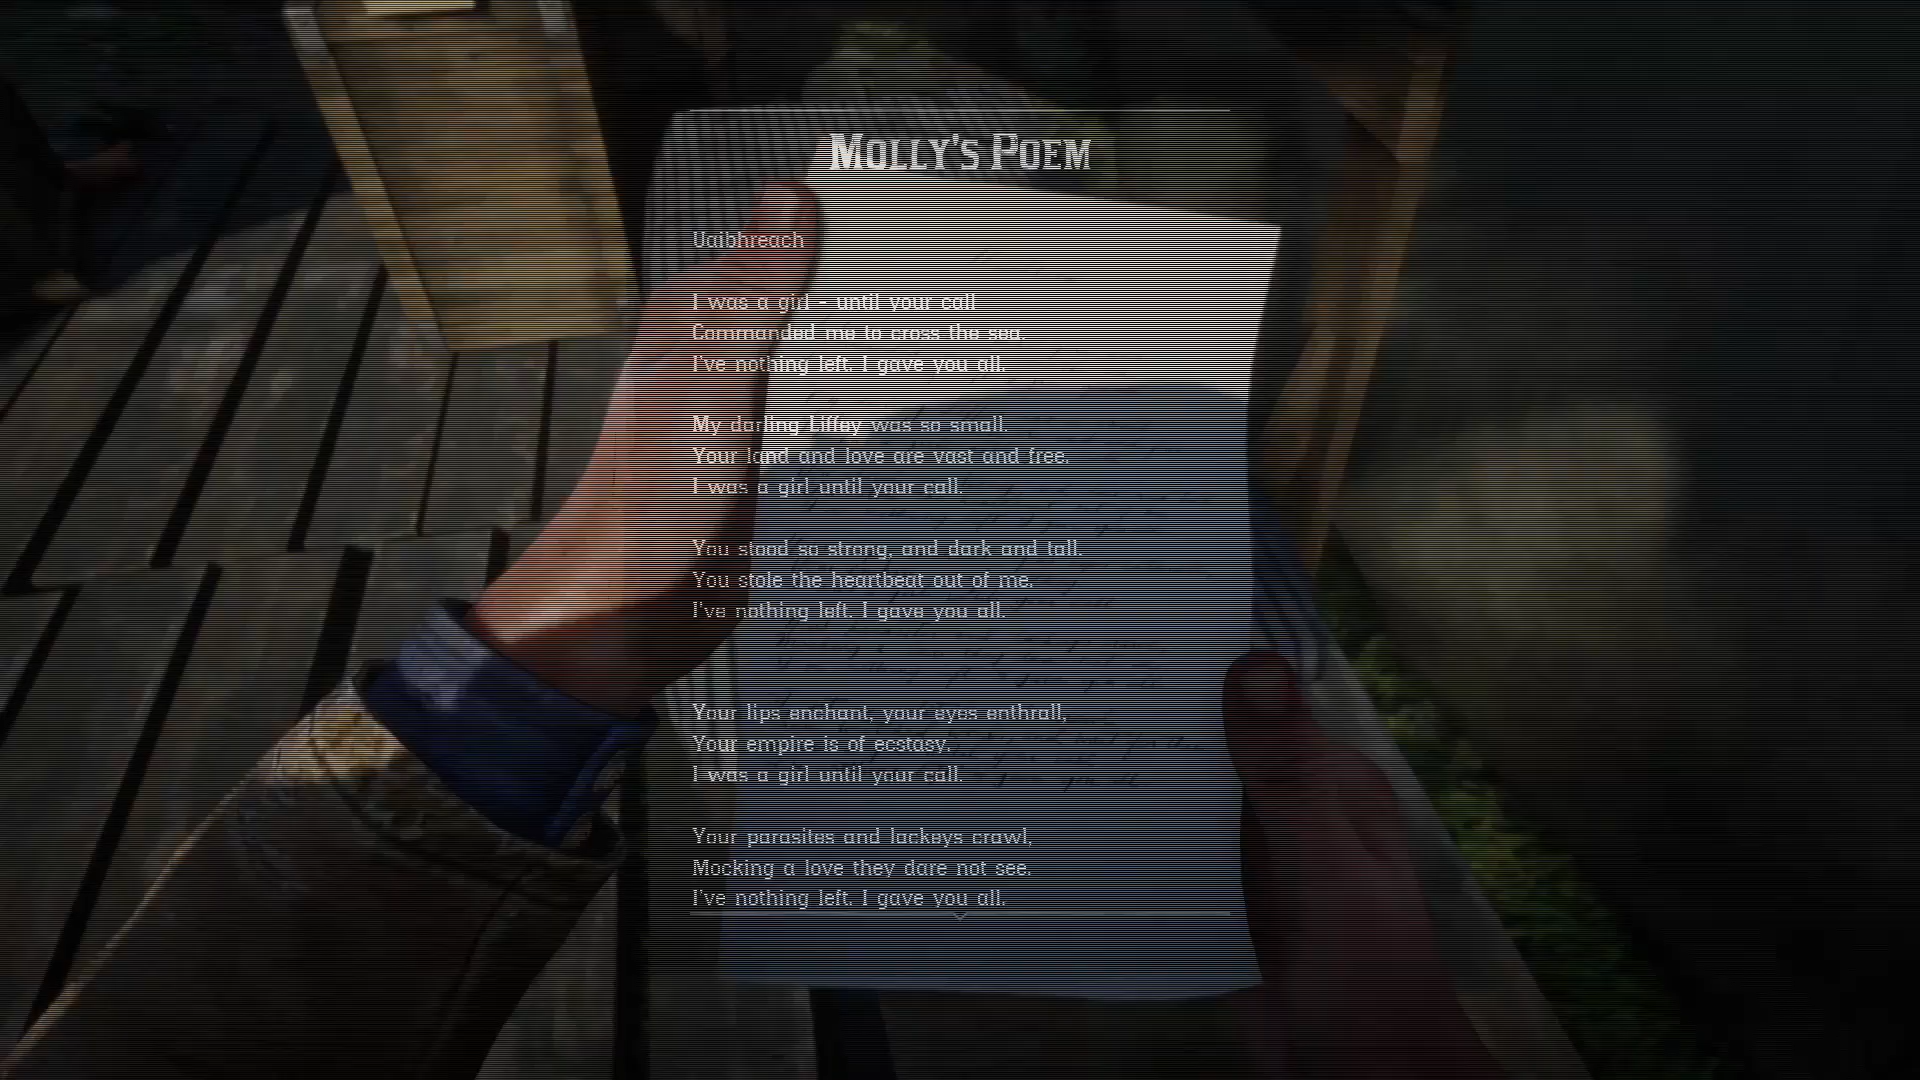 Molly's Poem
Uaibhreach
I was a girl - until your call
Commanded me to cross the sea.
I've nothing left. I gave you all.
My darling Liffey was so small.
Your land and love are vast and free.
I was a girl until your call.
You stood so strong, and dark and tall.
You stole the heartbeat out of me.
I've nothing left. I gave you all.
Your lips enchant, your eyes enthrall,
Your empire is of ecstasy.
I was a girl until your call.
Your parasites and lackeys crawl,
Mocking a love they dare not see.
I've nothing left. I gave you all.